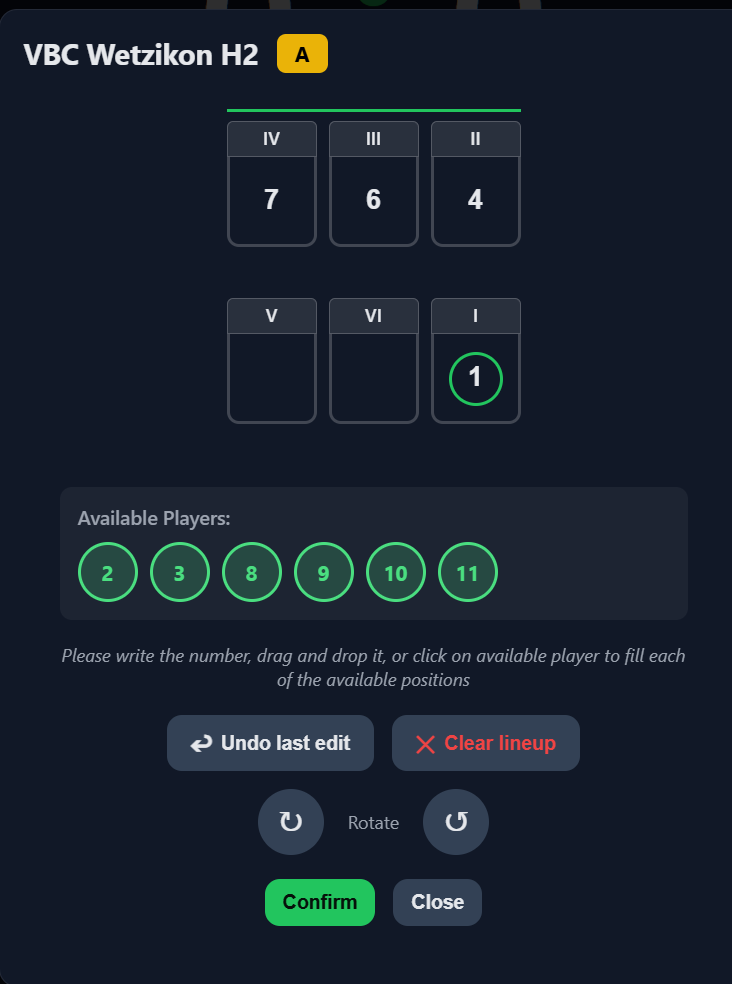 VBC Wetzikon H2 A
IV III II
7 6 4
V VI I
1
Available Players:
2 3 8 9 10 11
Please write the number, drag and drop it, or click on available player to fill each
of the available positions
Undo last edit Clear lineup
Rotate
Confirm Close